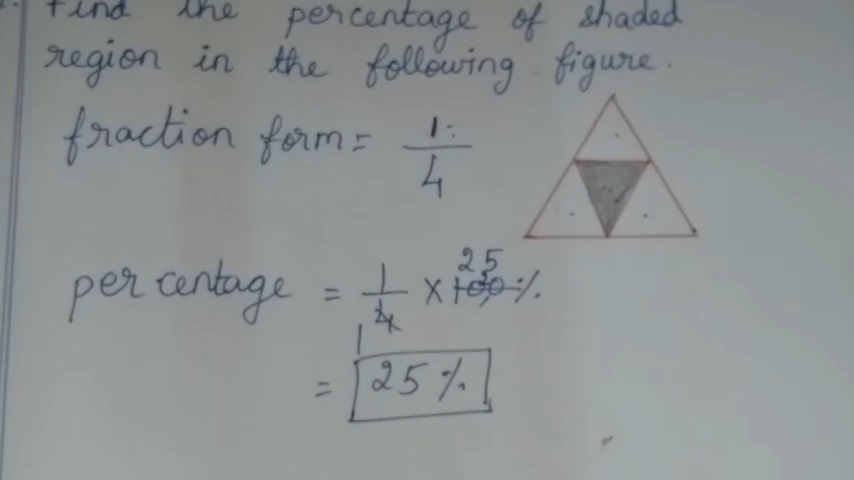 Find the percentage of shaded
region in the following figure.
fraction form = 1/4
percentage = 1/4 × 100 %
25
1
= 25 %